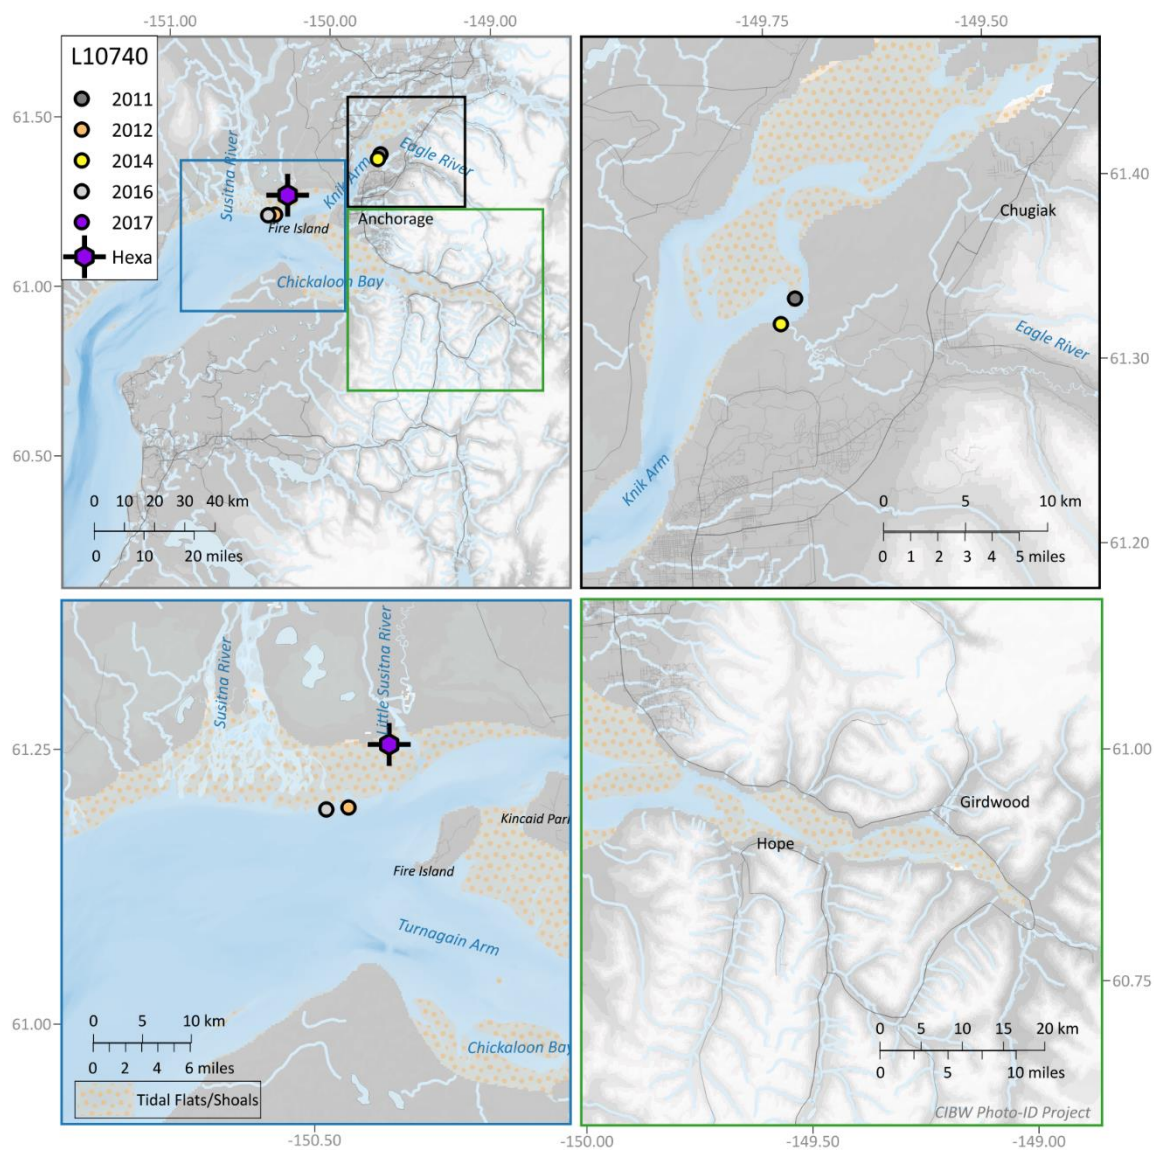 -151.00
-150.00
-149.00
-149.75
-149.50
L10740
2011
2012
2014
2016
2017
Hexa
61.50
61.00
60.50
Susitna River
Knik Arm
Eagle River
Anchorage
Fire Island
Chickaloon Bay
0 10 20 30 40 km
0 10 20 miles
61.40
61.30
61.20
Chugiak
Eagle River
Knik Arm
0 5 10 km
0 1 2 3 4 5 miles
Susitna River
Little Susitna River
61.25
61.00
Kincaid Par
Fire Island
Turnagain Arm
Chickaloon Bay
0 5 10 km
0 2 4 6 miles
Tidal Flats/Shoals
-150.50
61.00
60.75
Girdwood
Hope
0 5 10 15 20 km
0 5 10 miles
CIBW Photo-ID Project
-150.00
-149.50
-149.00